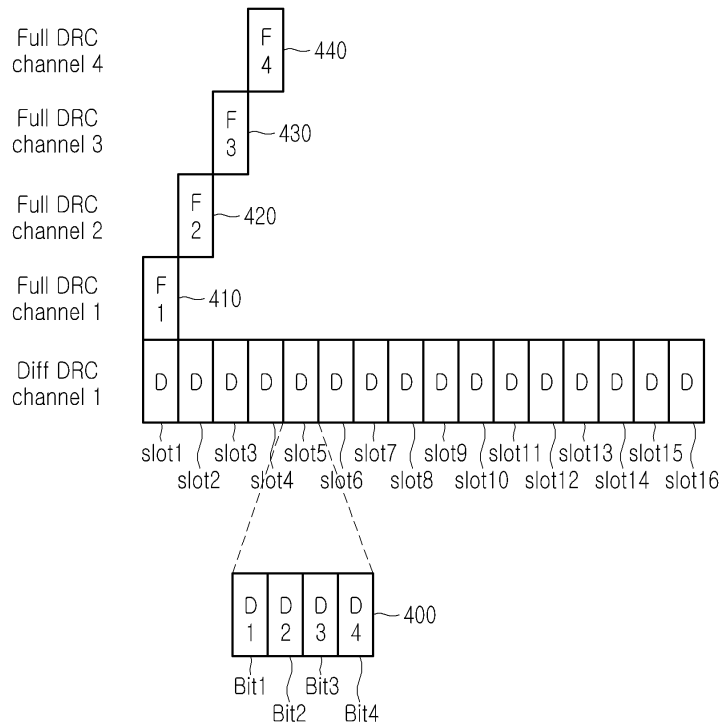 Full DRC
channel 4
F
4
440
Full DRC
channel 3
F
3
430
Full DRC
channel 2
F
2
420
Full DRC
channel 1
F
1
410
Diff DRC
channel 1
D D D D D D D D D D D D D D D D
slot1 slot3 slot5 slot7 slot9 slot11 slot13 slot15
slot2 slot4 slot6 slot8 slot10 slot12 slot14 slot16
D D D D
1 2 3 4
400
Bit1 Bit3
Bit2 Bit4